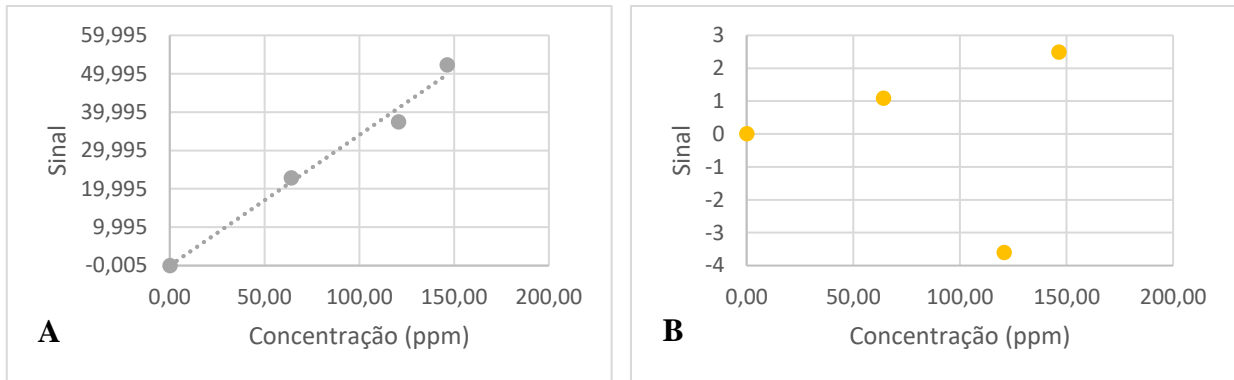 59,995
49,995
39,995
29,995
19,995
9,995
-0,005
Sinal
0,00 50,00 100,00 150,00 200,00
Concentração (ppm)
A
3
2
1
0
-1
-2
-3
-4
Sinal
0,00 50,00 100,00 150,00 200,00
Concentração (ppm)
B